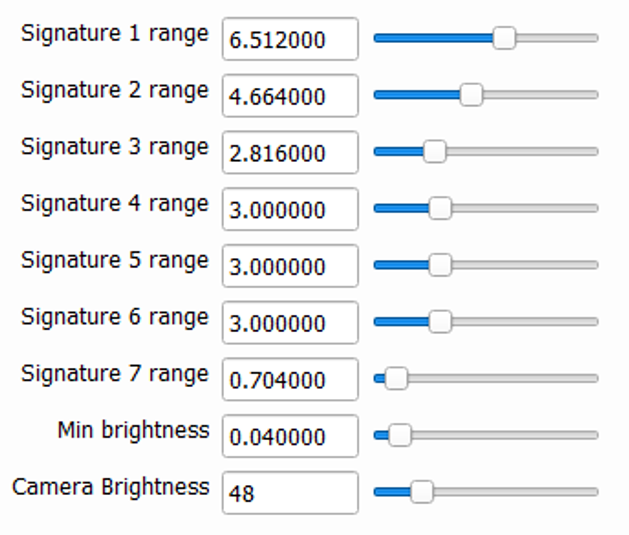 Signature 1 range 6.512000
Signature 2 range 4.664000
Signature 3 range 2.816000
Signature 4 range 3.000000
Signature 5 range 3.000000
Signature 6 range 3.000000
Signature 7 range 0.704000
Min brightness 0.040000
Camera Brightness 48